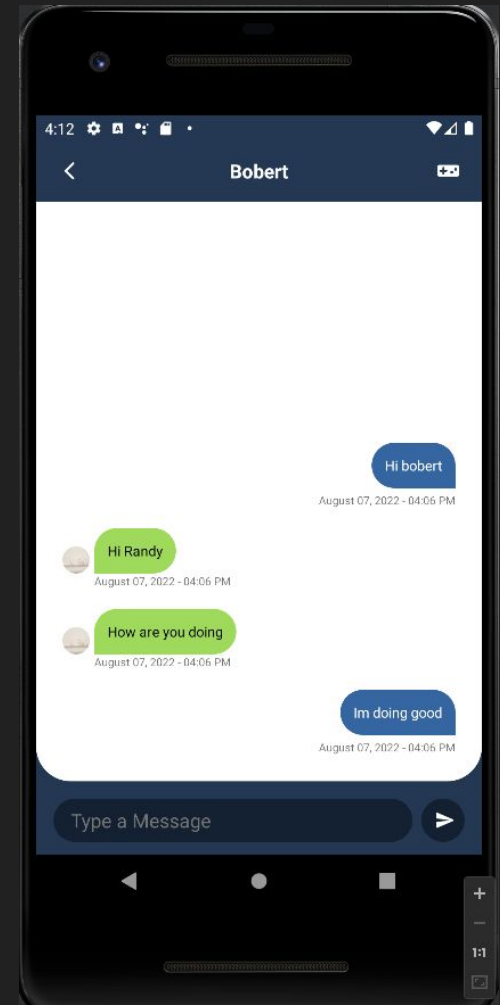 4:12
Bobert
Hi bobert
August 07, 2022 - 04:06 PM
Hi Randy
August 07, 2022 - 04:06 PM
How are you doing
August 07, 2022 - 04:06 PM
Im doing good
August 07, 2022 - 04:06 PM
Type a Message
1:1